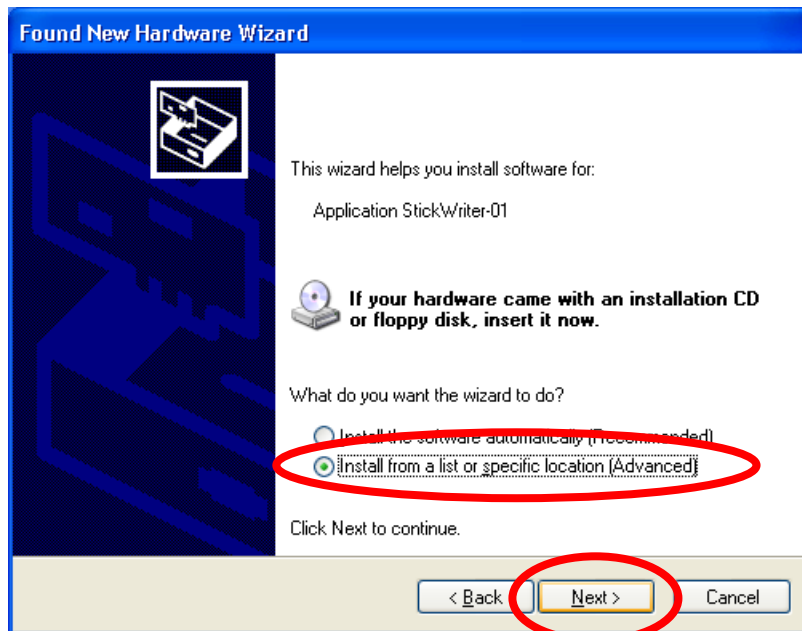 Found New Hardware Wizard
This wizard helps you install software for:
Application StickWriter-01
If your hardware came with an installation CD
or floppy disk, insert it now.
What do you want the wizard to do?
Install the software automatically (Recommended)
Install from a list or specific location (Advanced)
Click Next to continue.
< Back
Next >
Cancel